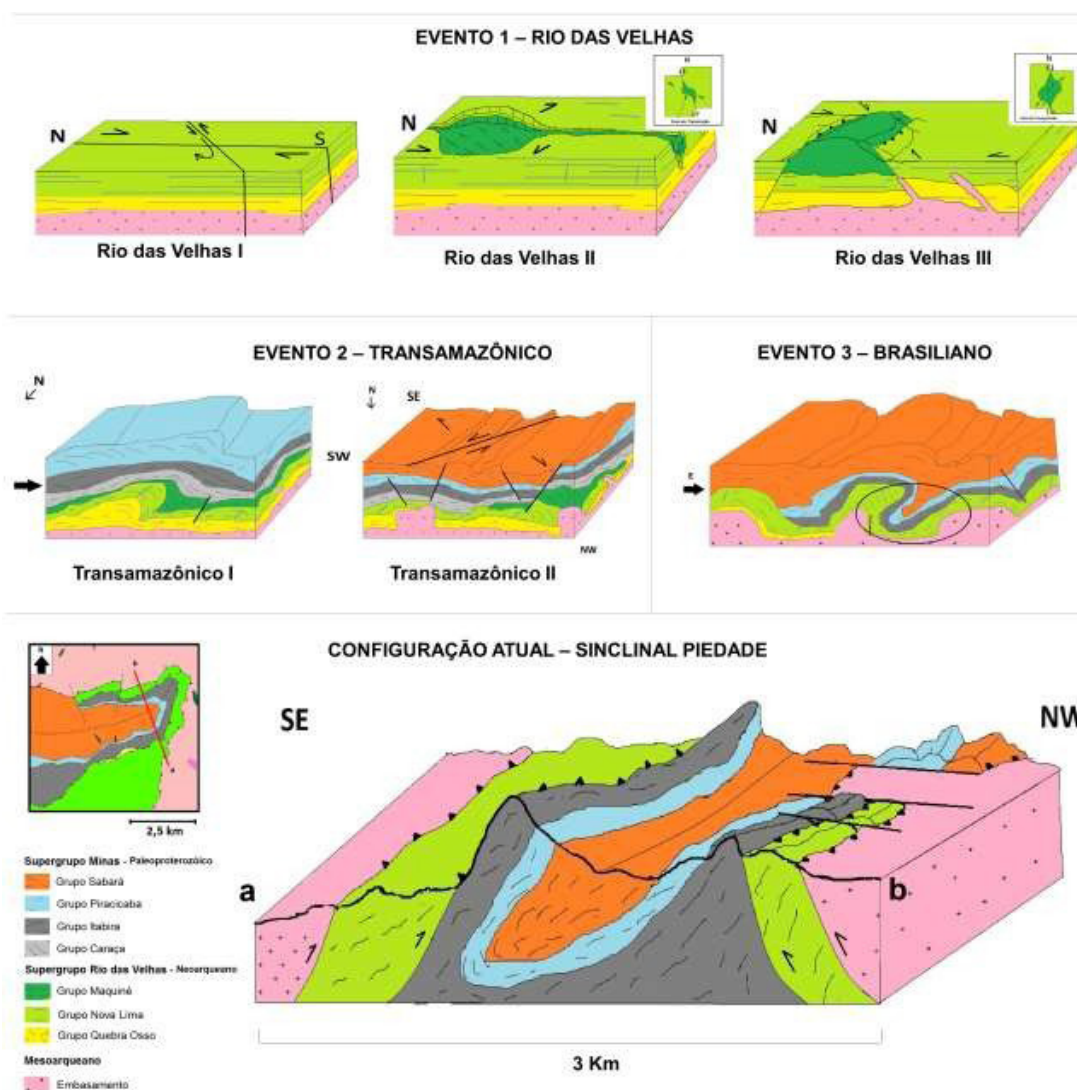 EVENTO 1 – RIO DAS VELHAS
N
S
Rio das Velhas I
N
N
Rio das Velhas II
N
N
Rio das Velhas III
EVENTO 2 – TRANSAMAZÔNICO
N
Transamazônico I
N
SE
SW
NW
Transamazônico II
EVENTO 3 – BRASILIANO
E
CONFIGURAÇÃO ATUAL – SINCLINAL PIEDADE
N
2,5 km
SE
NW
a
b
3 Km
Supergrupo Minas - Paleoproterozóico
Grupo Sabará
Grupo Piracicaba
Grupo Itabira
Grupo Caraça
Supergrupo Rio das Velhas - Neoarqueano
Grupo Maquiné
Grupo Nova Lima
Grupo Quebra Osso
Mesoarqueano
Embasamento